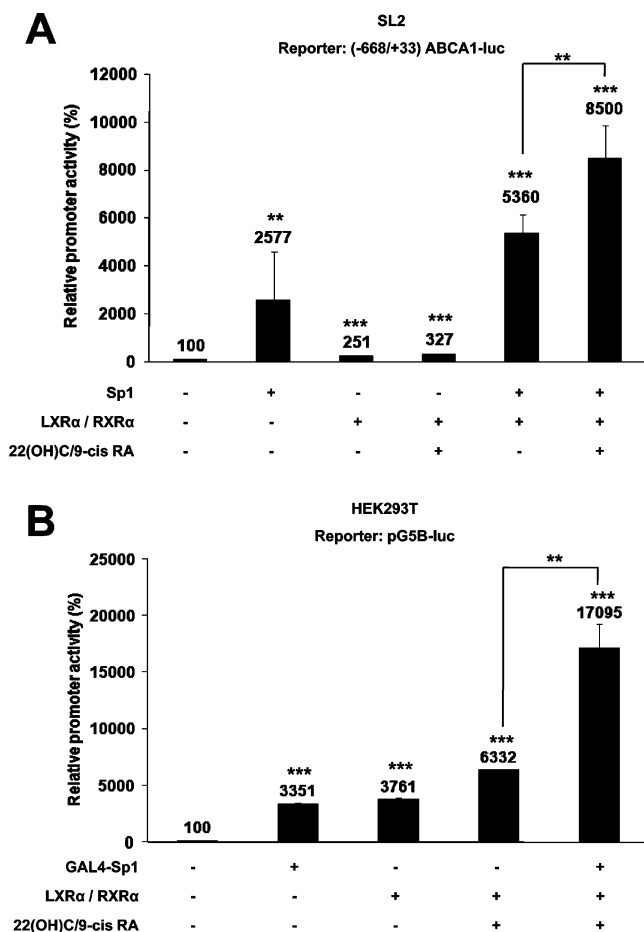 A
SL2
Reporter: (-668/+33) ABCA1-luc
Relative promoter activity (%)
12000
10000
8000
6000
4000
2000
0
100
**
2577
***
251
***
327
***
5360
**
***
8500
Sp1 - + - - + +
LXRα / RXRα - - + + + +
22(OH)C/9-cis RA - - - + - +
B
HEK293T
Reporter: pG5B-luc
Relative promoter activity (%)
25000
20000
15000
10000
5000
0
100
***
3351
***
3761
***
6332
**
***
17095
GAL4-Sp1 - + - - +
LXRα / RXRα - - + + +
22(OH)C/9-cis RA - - - + +